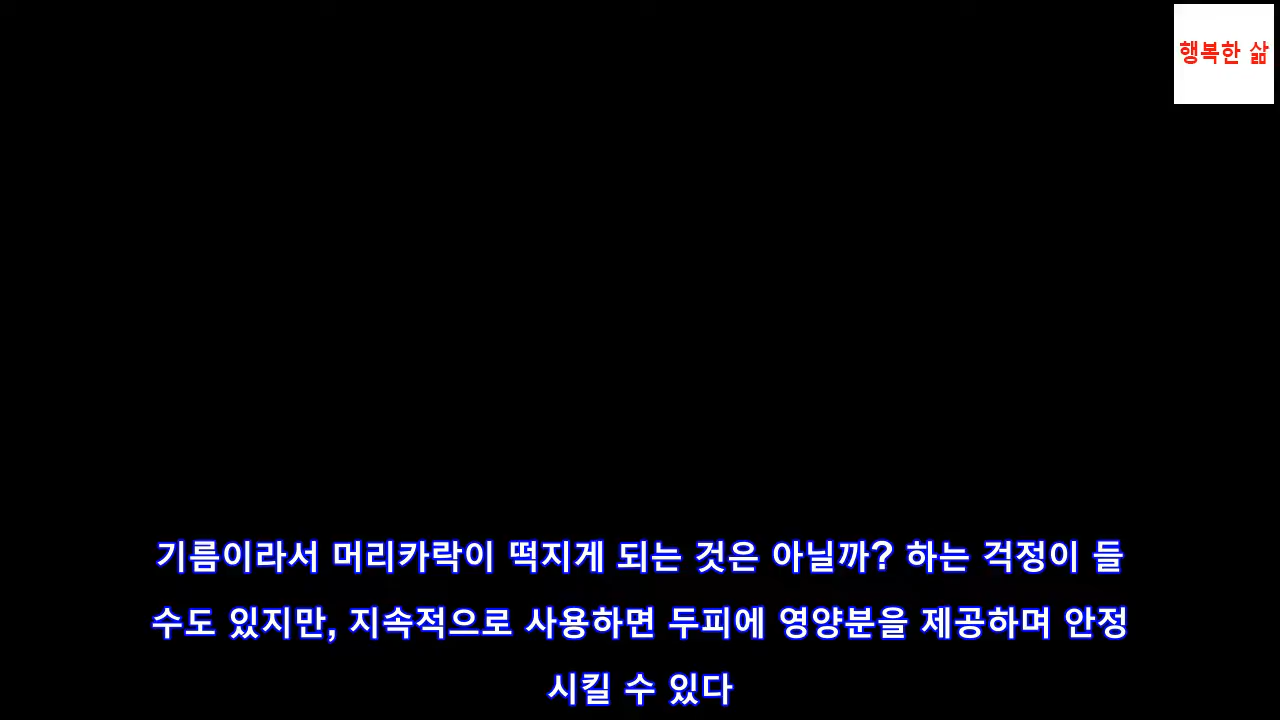 행복한 삶
기름이라서 머리카락이 떡지게 되는 것은 아닐까? 하는 걱정이 들
수도 있지만, 지속적으로 사용하면 두피에 영양분을 제공하며 안정
시킬 수 있다